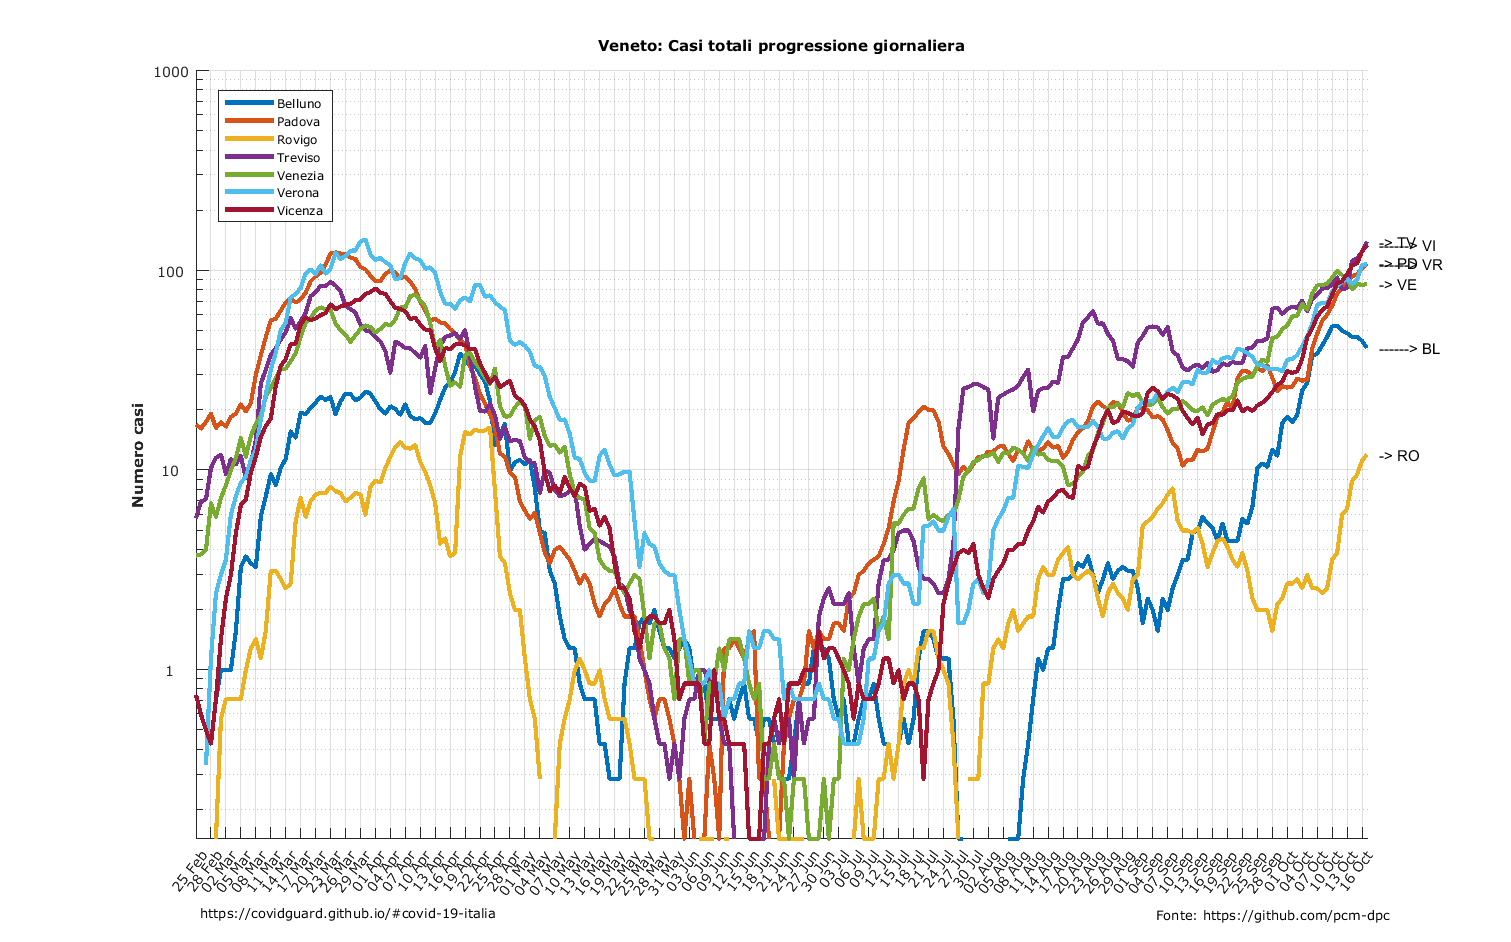 Veneto: Casi totali progressione giornaliera
1000
100
10
1
Numero casi
Belluno
Padova
Rovigo
Treviso
Venezia
Verona
Vicenza
-> TV
------> VI
-> PD
------> VR
-> VE
------> BL
-> RO
25 Feb
28 Feb
02 Mar
05 Mar
08 Mar
11 Mar
14 Mar
17 Mar
20 Mar
23 Mar
26 Mar
29 Mar
01 Apr
04 Apr
07 Apr
10 Apr
13 Apr
16 Apr
19 Apr
22 Apr
25 Apr
28 Apr
01 May
04 May
07 May
10 May
13 May
16 May
19 May
22 May
25 May
28 May
31 May
03 Jun
06 Jun
09 Jun
12 Jun
15 Jun
18 Jun
21 Jun
24 Jun
27 Jun
30 Jun
03 Jul
06 Jul
09 Jul
12 Jul
15 Jul
18 Jul
21 Jul
24 Jul
27 Jul
30 Jul
02 Aug
05 Aug
08 Aug
11 Aug
14 Aug
17 Aug
20 Aug
23 Aug
26 Aug
29 Aug
01 Sep
04 Sep
07 Sep
10 Sep
13 Sep
16 Sep
19 Sep
22 Sep
25 Sep
28 Sep
01 Oct
04 Oct
07 Oct
10 Oct
13 Oct
16 Oct
https://covidguard.github.io/#covid-19-italia
Fonte: https://github.com/pcm-dpc